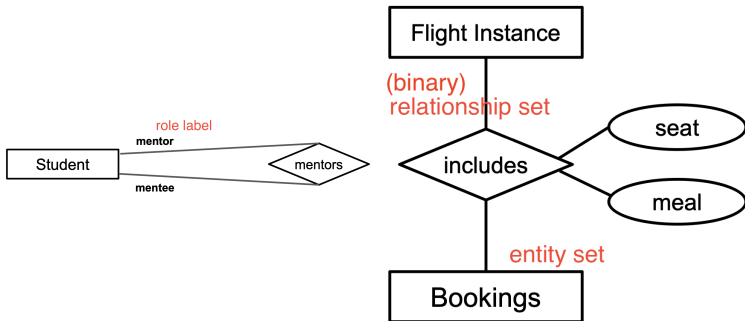 Flight Instance
(binary)
relationship set
role label
mentor
Student
mentors
mentee
includes
seat
meal
entity set
Bookings